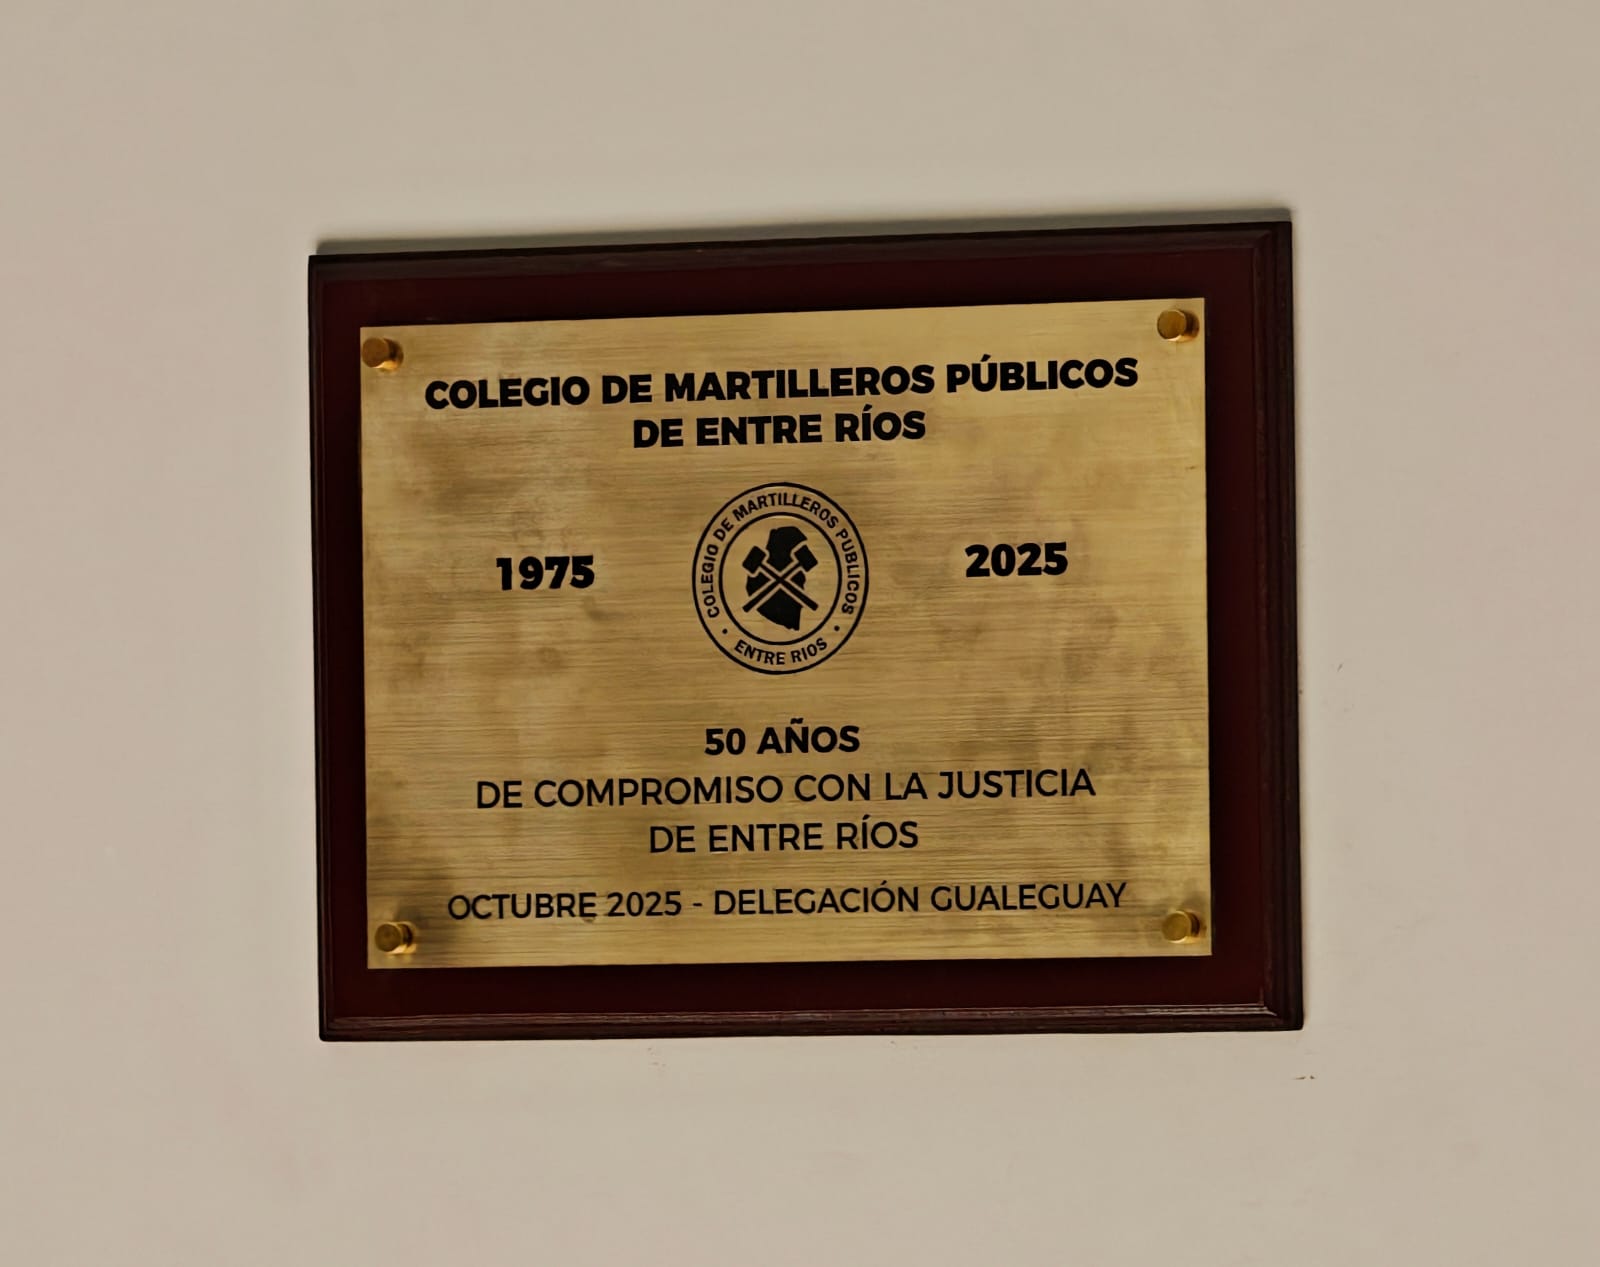 COLEGIO DE MARTILLEROS PÚBLICOS
DE ENTRE RÍOS
1975
COLEGIO DE MARTILLEROS PUBLICOS
• ENTRE RIOS •
2025
50 AÑOS
DE COMPROMISO CON LA JUSTICIA
DE ENTRE RÍOS
OCTUBRE 2025 - DELEGACIÓN GUALEGUAY